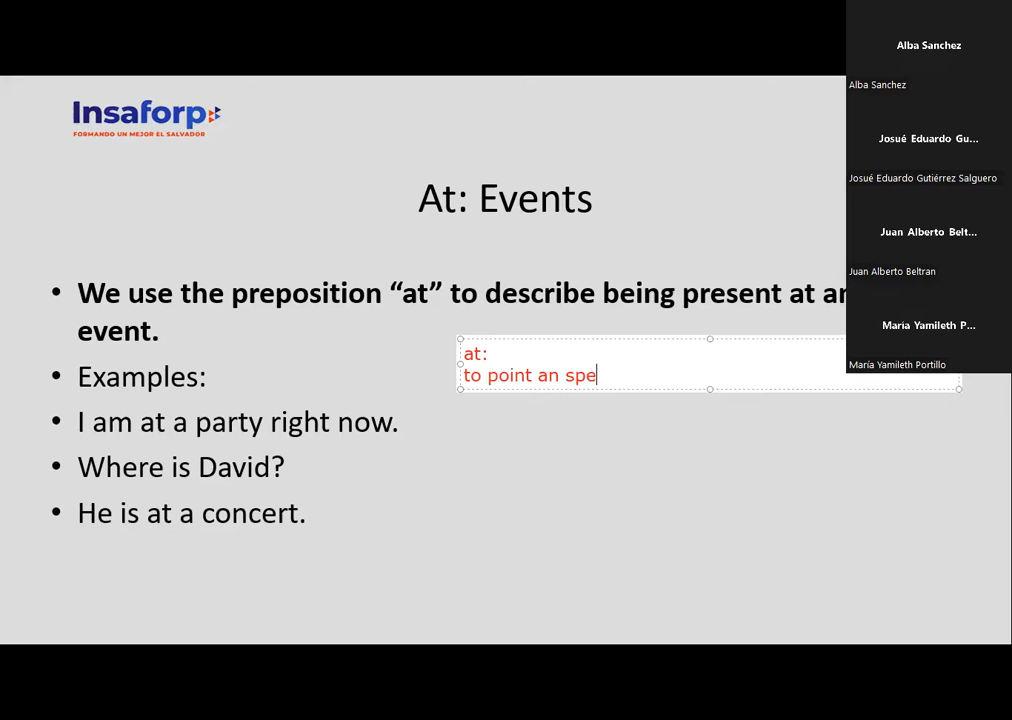 Alba Sanchez
Alba Sanchez
Insaforp
FORMANDO UN MEJOR EL SALVADOR
Josué Eduardo Gu...
Josué Eduardo Gutiérrez Salguero
At: Events
Juan Alberto Belt...
Juan Alberto Beltran
• We use the preposition “at” to describe being present at an
event.
María Yamileth P...
María Yamileth Portillo
at:
to point an spe
• Examples:
• I am at a party right now.
• Where is David?
• He is at a concert.